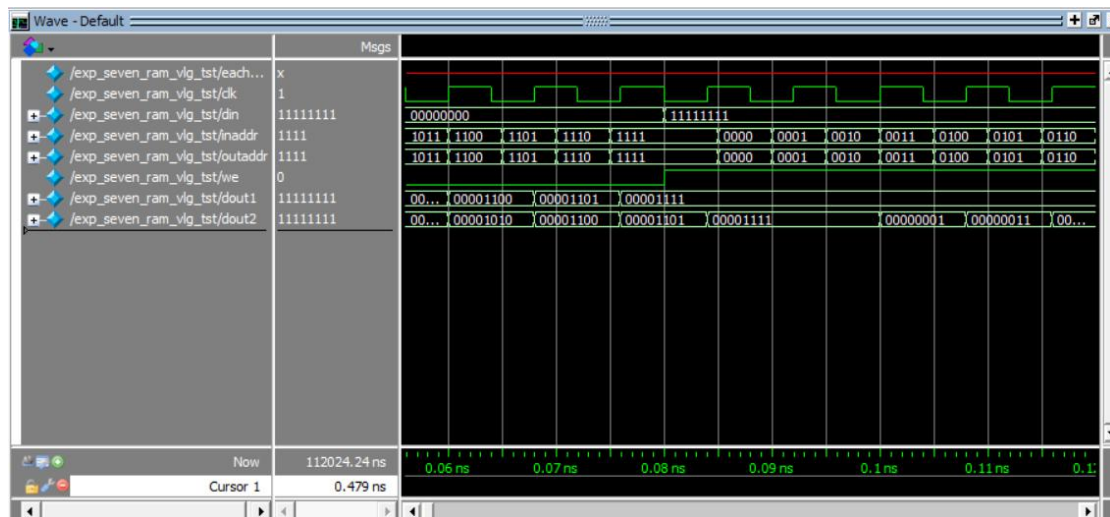 Wave - Default
Msgs
/exp_seven_ram_vlg_tst/each... x
/exp_seven_ram_vlg_tst/clk 1
/exp_seven_ram_vlg_tst/din 11111111 00000000 11111111
/exp_seven_ram_vlg_tst/inaddr 1111 1011 1100 1101 1110 1111 0000 0001 0010 0011 0100 0101 0110
/exp_seven_ram_vlg_tst/outaddr 1111 1011 1100 1101 1110 1111 0000 0001 0010 0011 0100 0101 0110
/exp_seven_ram_vlg_tst/we 0
/exp_seven_ram_vlg_tst/dout1 11111111 00... 00001100 00001101 00001111
/exp_seven_ram_vlg_tst/dout2 11111111 00... 00001010 00001100 00001101 00001111 00000001 00000011 00...
Now 112024.24 ns 0.06 ns 0.07 ns 0.08 ns 0.09 ns 0.1 ns 0.11 ns
Cursor 1 0.479 ns